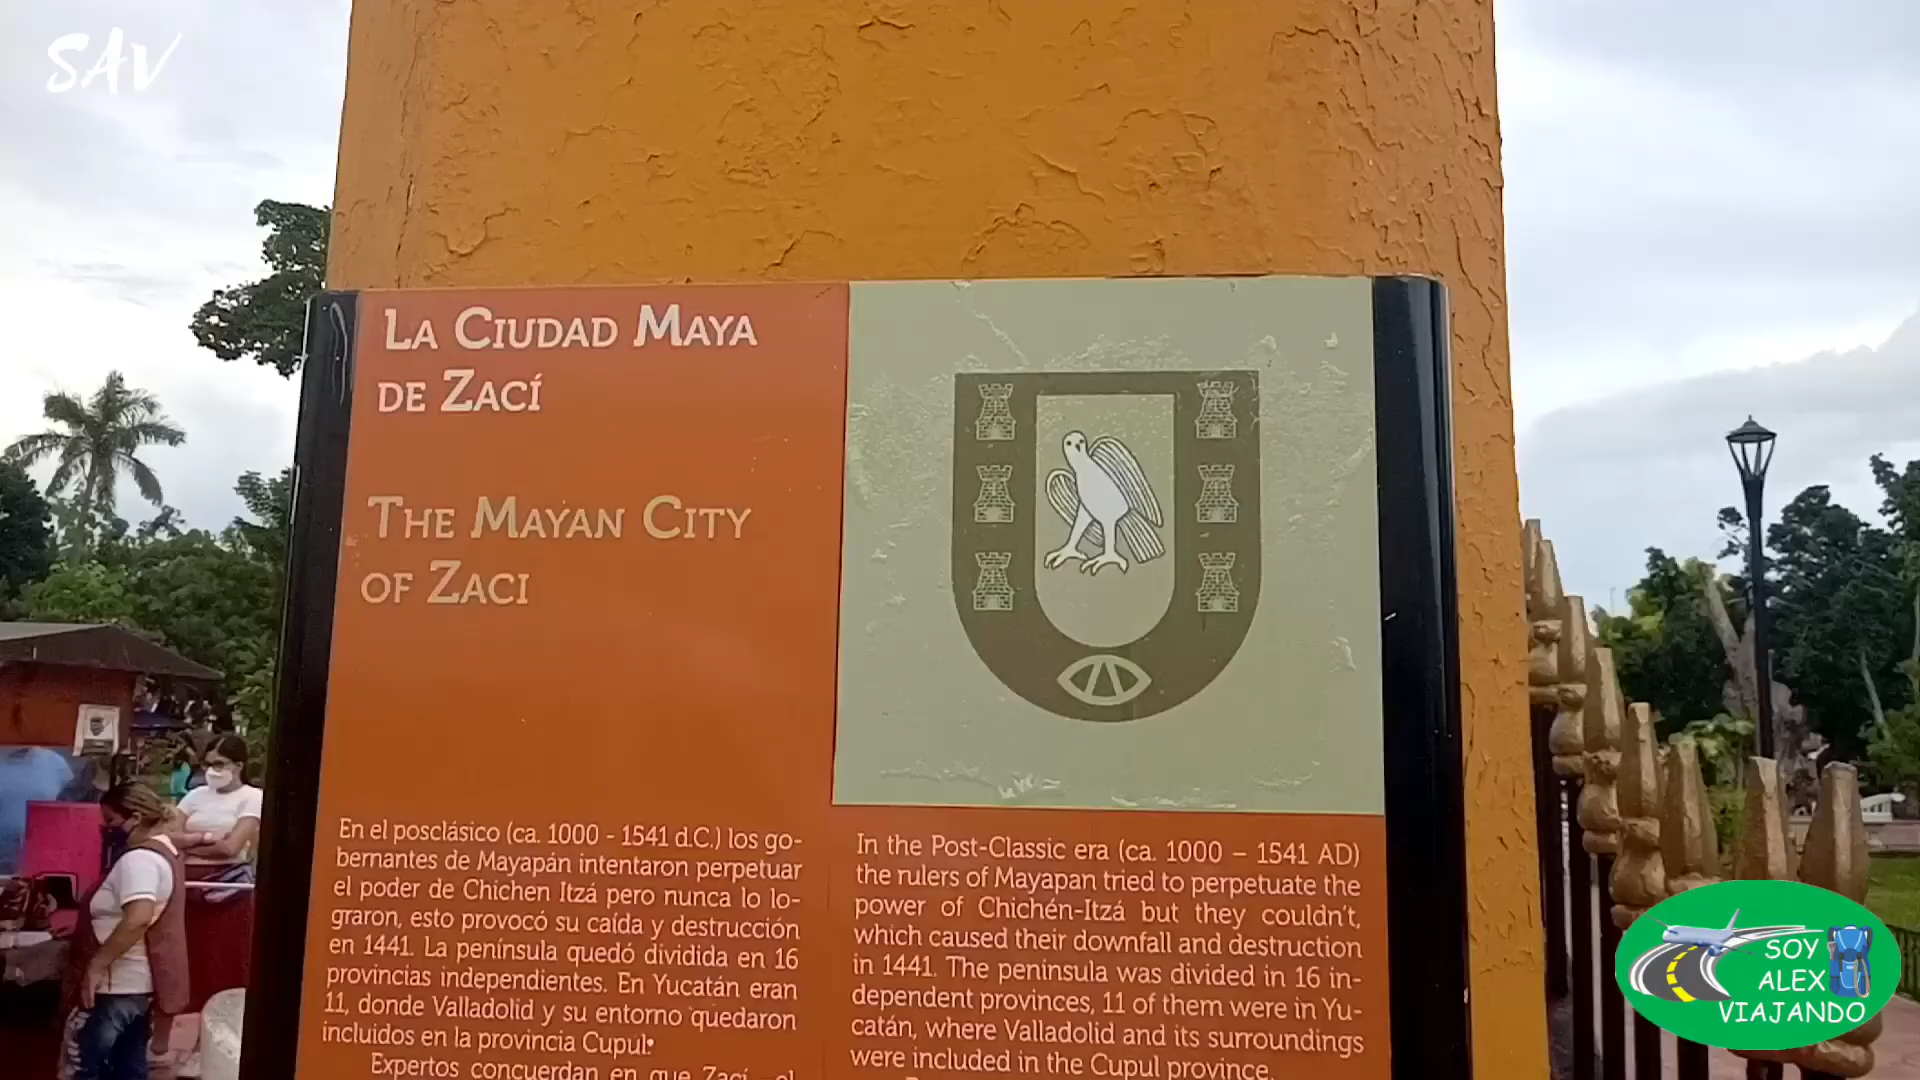 SAV
LA CIUDAD MAYA
DE ZACÍ
THE MAYAN CITY
OF ZACI
En el posclásico (ca. 1000 - 1541 d.C.) los go-
bernantes de Mayapán intentaron perpetuar
el poder de Chichen Itzá pero nunca lo lo-
graron, esto provocó su caída y destrucción
en 1441. La península quedó dividida en 16
provincias independientes. En Yucatán eran
11, donde Valladolid y su entorno quedaron
incluidos en la provincia Cupul.
Expertos concuerdan en que Zací, el
In the Post-Classic era (ca. 1000 – 1541 AD)
the rulers of Mayapan tried to perpetuate the
power of Chichén-Itzá but they couldn't,
which caused their downfall and destruction
in 1441. The peninsula was divided in 16 in-
dependent provinces, 11 of them were in Yu-
catán, where Valladolid and its surroundings
were included in the Cupul province.
SOY
ALEX
VIAJANDO